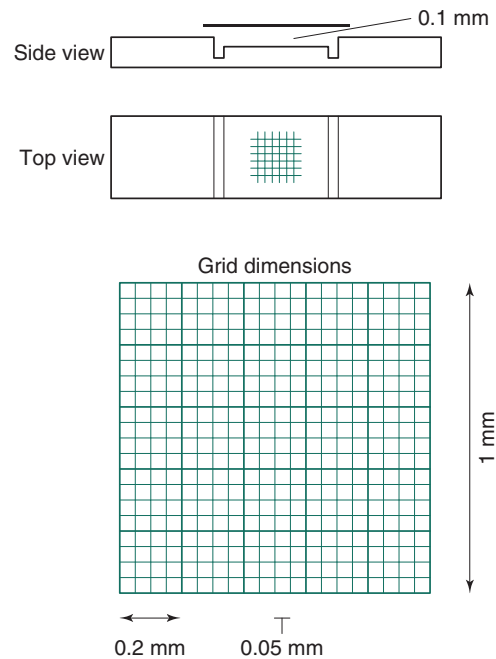 0.1 mm
Side view
Top view
Grid dimensions
1 mm
0.2 mm
0.05 mm